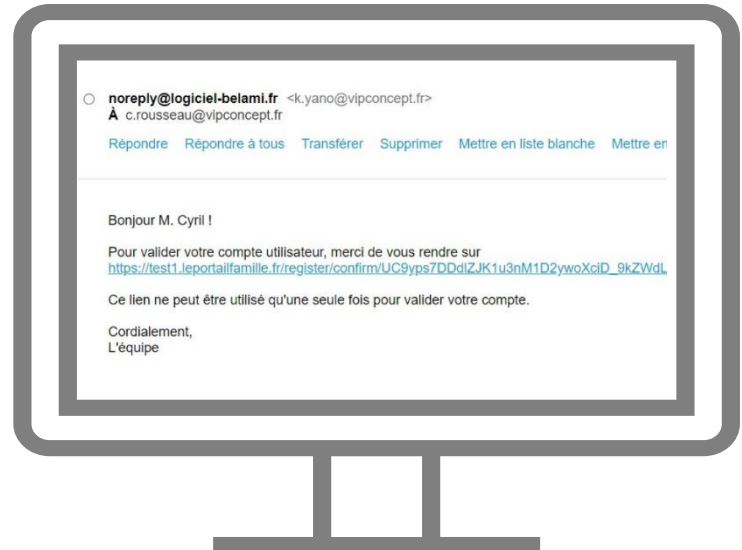 noreply@logiciel-belami.fr <k.yano@vipconcept.fr>
À c.rousseau@vipconcept.fr
Répondre Répondre à tous Transférer Supprimer Mettre en liste blanche Mettre en
Bonjour M. Cyril !
Pour valider votre compte utilisateur, merci de vous rendre sur
https://test1.leportailfamille.fr/register/confirm/UC9yps7DDdlZJK1u3nM1D2ywoXciD_9kZWdL
Ce lien ne peut être utilisé qu'une seule fois pour valider votre compte.
Cordialement,
L'équipe